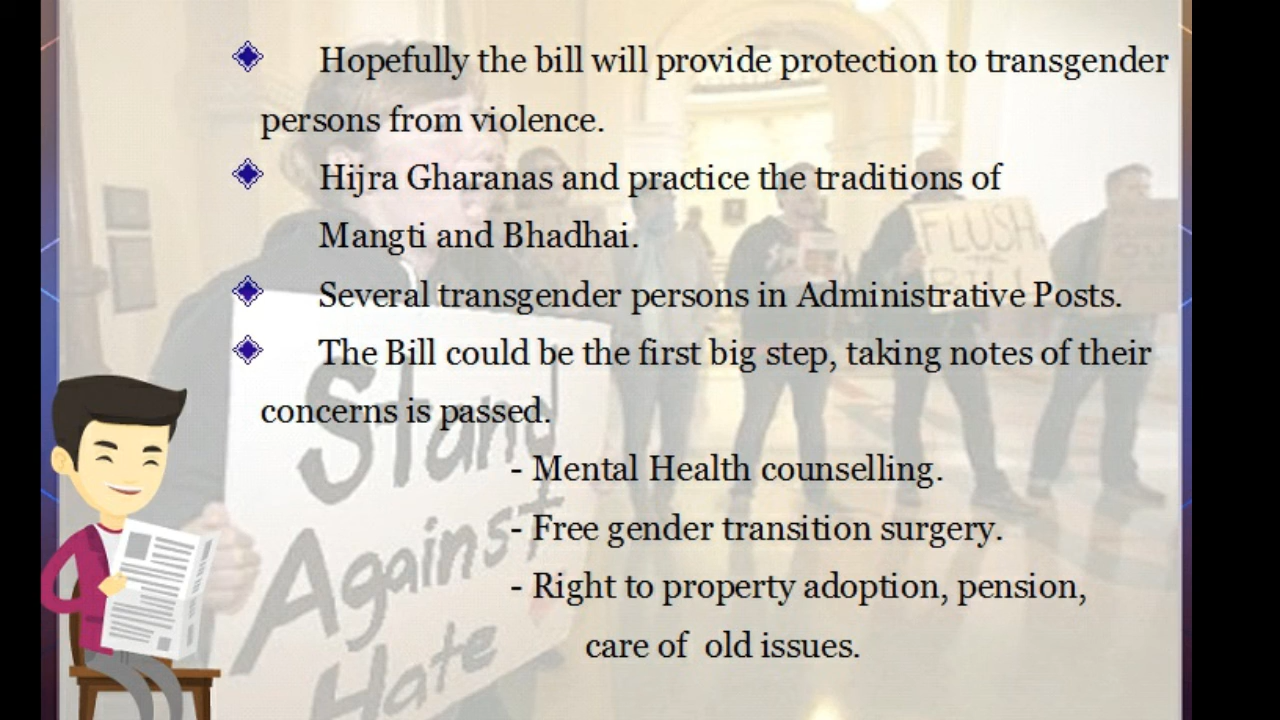 Hopefully the bill will provide protection to transgender
persons from violence.
Hijra Gharanas and practice the traditions of
Mangti and Bhadhai.
Several transgender persons in Administrative Posts.
The Bill could be the first big step, taking notes of their
concerns is passed.
- Mental Health counselling.
- Free gender transition surgery.
- Right to property adoption, pension,
care of old issues.
Stand
Against
Hate
FLUSH